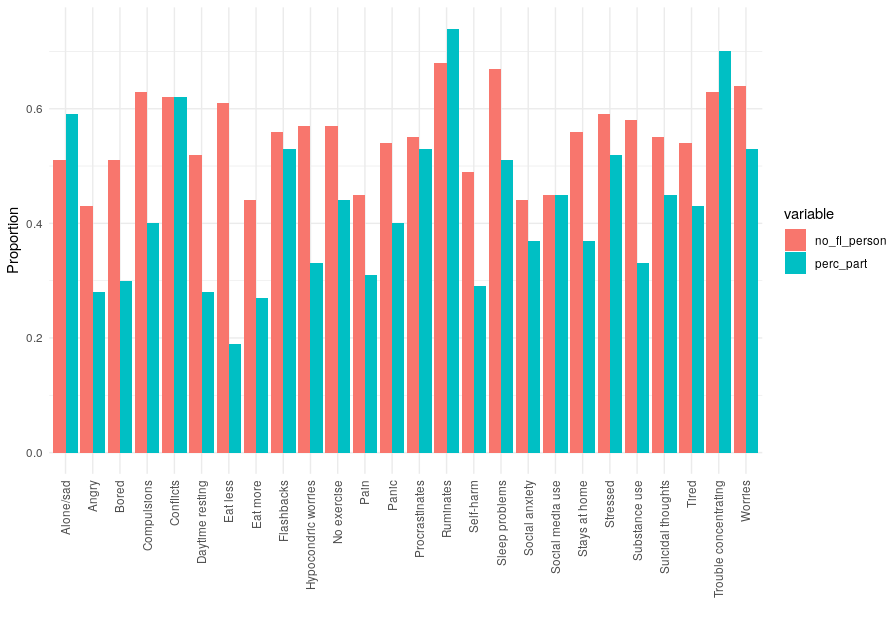 Proportion
0.6
0.4
0.2
0.0
Alone/sad
Angry
Bored
Compulsions
Conflicts
Daytime resting
Eat less
Eat more
Flashbacks
Hypocondric worries
No exercise
Pain
Panic
Procrastinates
Ruminates
Self-harm
Sleep problems
Social anxiety
Social media use
Stays at home
Stressed
Substance use
Suicidal thoughts
Tired
Trouble concentrating
Worries
variable
no_fl_person
perc_part